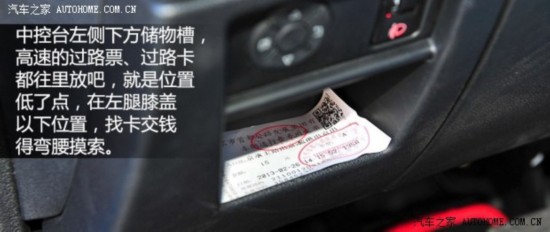 汽车之家 AUTOHOME.COM.CN
中控台左侧下方储物槽，
高速的过路票、过路卡
都往里放吧，就是位置
低了点，在左腿膝盖
以下位置，找卡交钱
得弯腰摸索。
汽车之家 AUTOHOME.COM.CN